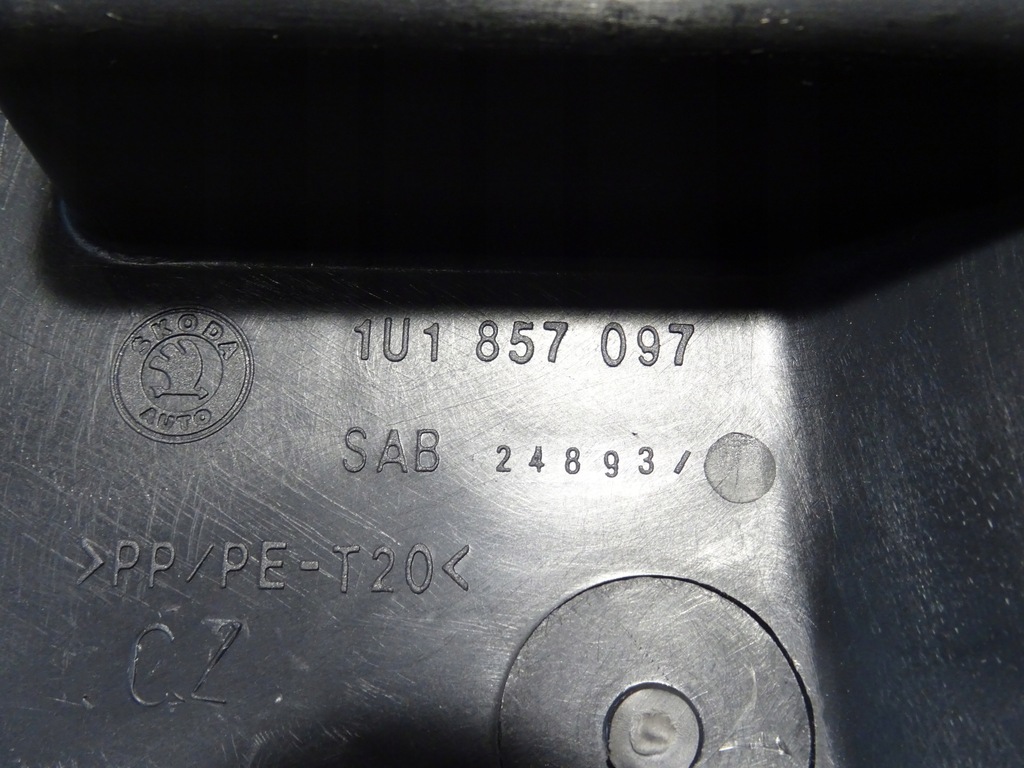 ŠKODA
AUTO
1U1 857 097
SAB 24893/
>PP/PE-T20<
CZ